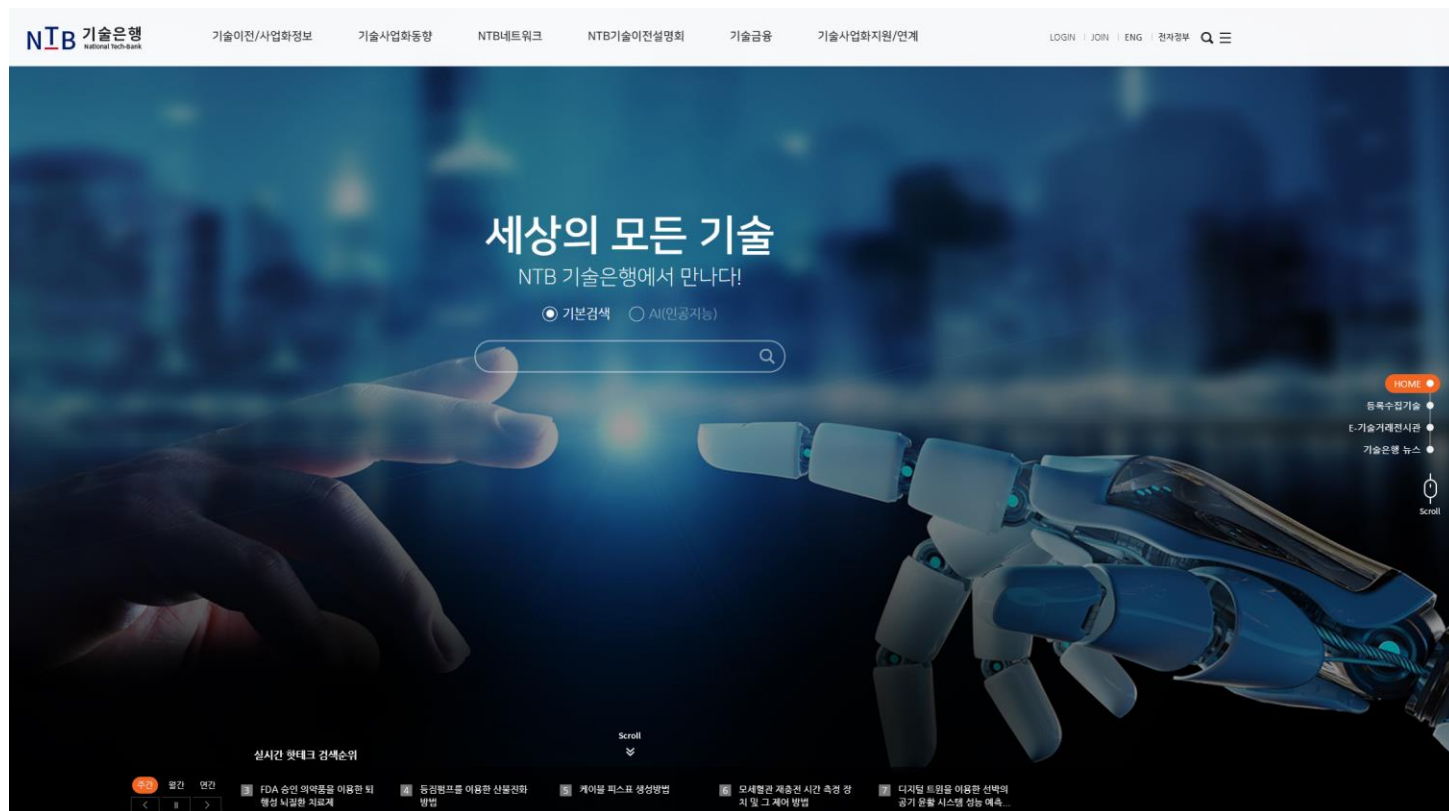 NTB 기술은행
National Tech-Bank
기술이전/사업화정보
기술사업화동향
NTB네트워크
NTB기술이전설명회
기술금융
기술사업화지원/연계
LOGIN
JOIN
ENG
전자정부
세상의 모든 기술
NTB 기술은행에서 만나다!
기본검색
AI(인공지능)
HOME
등록수집기술
E-기술거래전시관
기술은행 뉴스
Scroll
Scroll
실시간 핫테크 검색순위
주간
월간
연간
3 FDA 승인 의약품을 이용한 퇴
행성 뇌질환 치료제
4 등짐펌프를 이용한 산불진화
방법
5 케이블 피스표 생성방법
6 모세혈관 재충전 시간 측정 장
치 및 그 제어 방법
7 디지털 트윈을 이용한 선박의
공기 윤활 시스템 성능 예측...